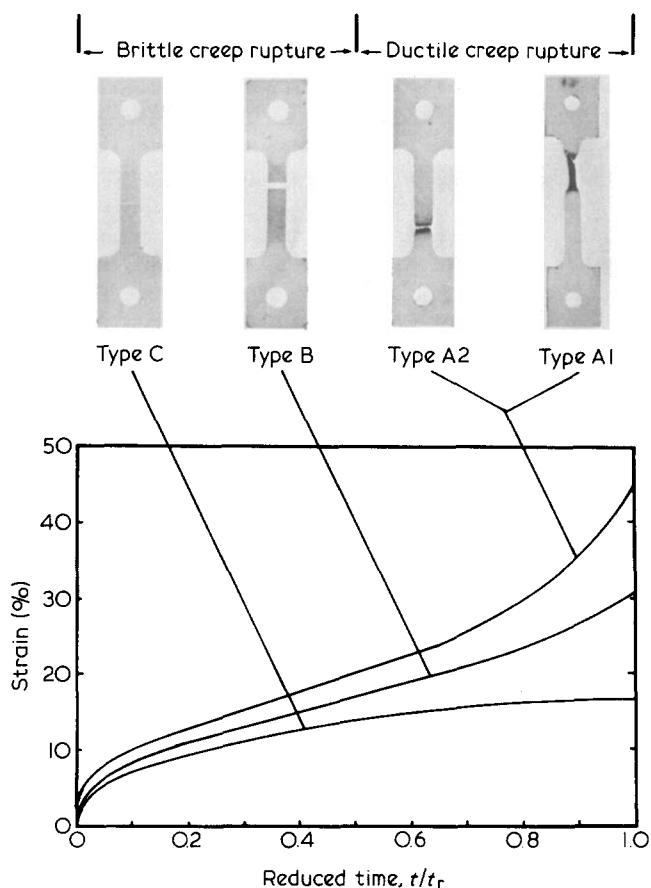 Brittle creep rupture
Ductile creep rupture
Type C
Type B
Type A2
Type A1
50
40
30
20
10
0
Strain (%)
0
0.2
0.4
0.6
0.8
1.0
Reduced time, t/tr